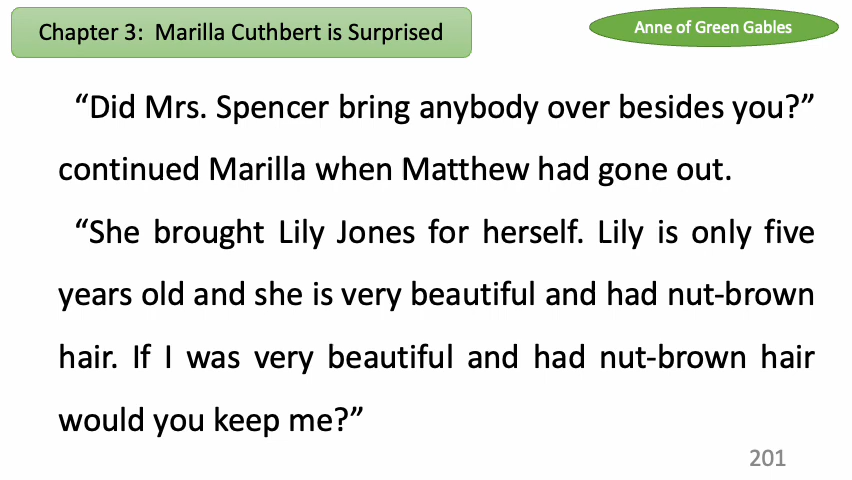 Chapter 3:  Marilla Cuthbert is Surprised
Anne of Green Gables
“Did Mrs. Spencer bring anybody over besides you?”
continued Marilla when Matthew had gone out.
“She brought Lily Jones for herself. Lily is only five
years old and she is very beautiful and had nut-brown
hair. If I was very beautiful and had nut-brown hair
would you keep me?”
201